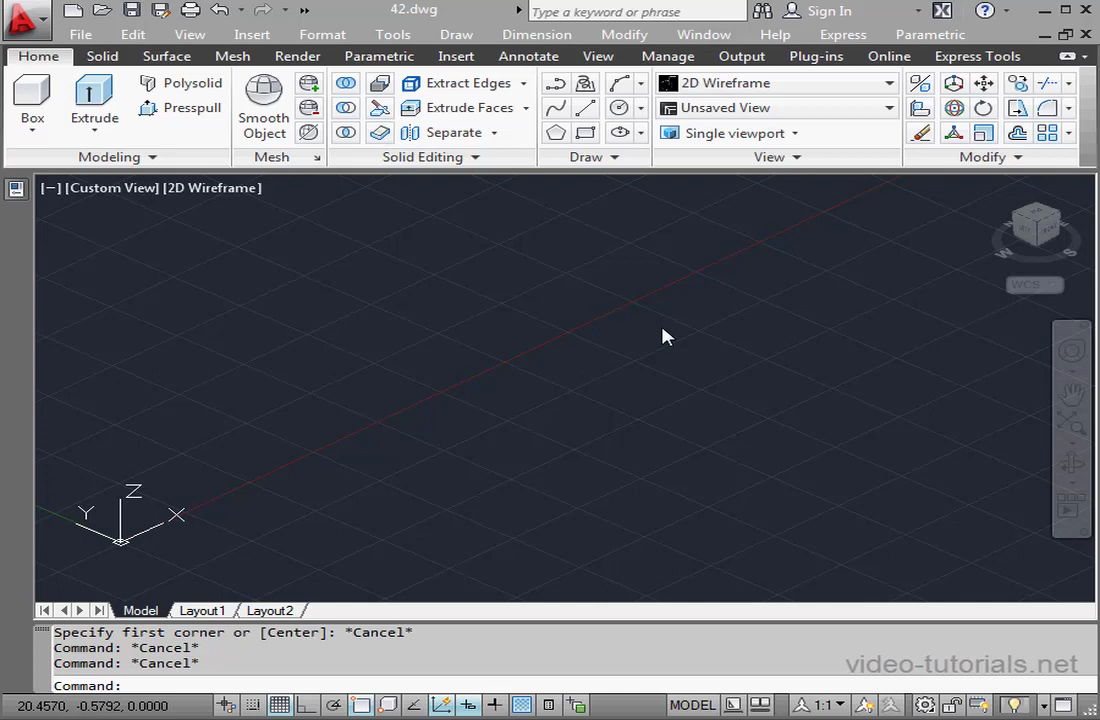 42.dwg
Type a keyword or phrase
Sign In
File Edit View Insert Format Tools Draw Dimension Modify Window Help Express Parametric
Home Solid Surface Mesh Render Parametric Insert Annotate View Manage Output Plug-ins Online Express Tools
Box
Extrude
Polysolid
Presspull
Smooth
Object
Extract Edges
Extrude Faces
Separate
2D Wireframe
Unsaved View
Single viewport
Modeling
Mesh
Solid Editing
Draw
View
Modify
[−] [Custom View] [2D Wireframe]
W
S
WCS
Z
Y
X
Model Layout1 Layout2
Specify first corner or [Center]: *Cancel*
Command: *Cancel*
Command: *Cancel*
Command:
video-tutorials.net
20.4570, -0.5792, 0.0000
MODEL
1:1